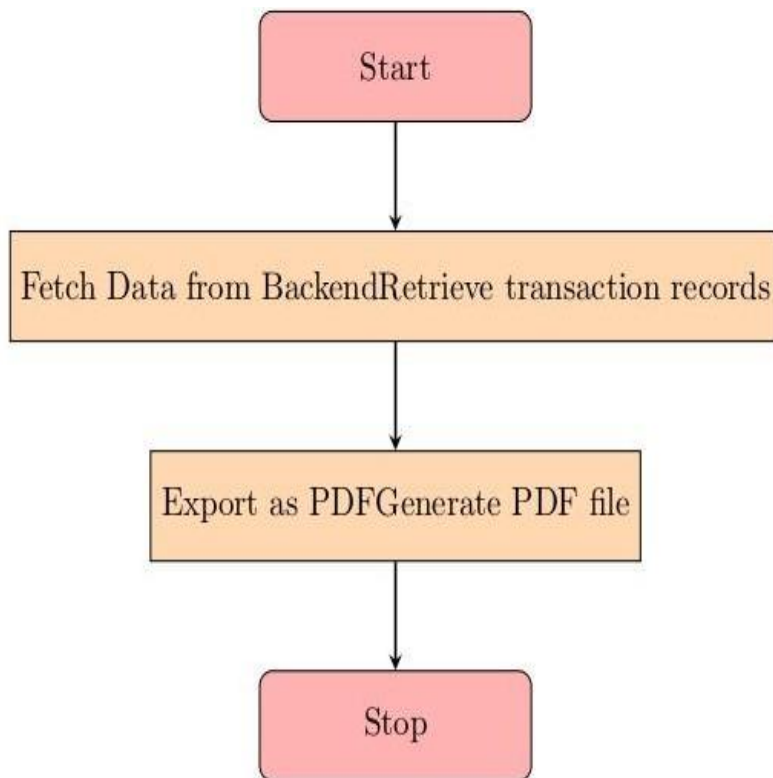 Start
Fetch Data from BackendRetrieve transaction records
Export as PDFGenerate PDF file
Stop